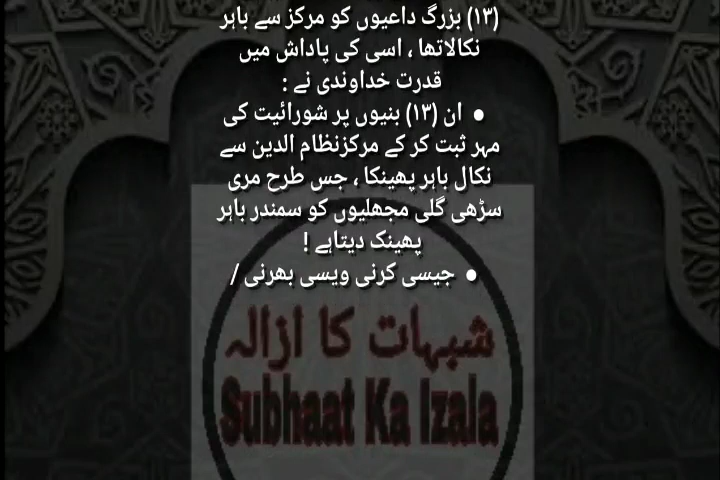 (۱۳) بزرگ داعیوں کو مرکز سے باہر
نکالاتھا ، اسی کی پاداش میں
قدرت خداوندی نے :
● ان (۱۳) بنیوں پر شورائیت کی
مہر ثبت کر کے مرکزنظام الدین سے
نکال باہر پھینکا ، جس طرح مری
سڑھی گلی مچھلیوں کو سمندر باہر
پھینک دیتاہے !
● جیسی کرنی ویسی بھرنی /
شبہات کا ازالہ
Subhaat Ka Izala